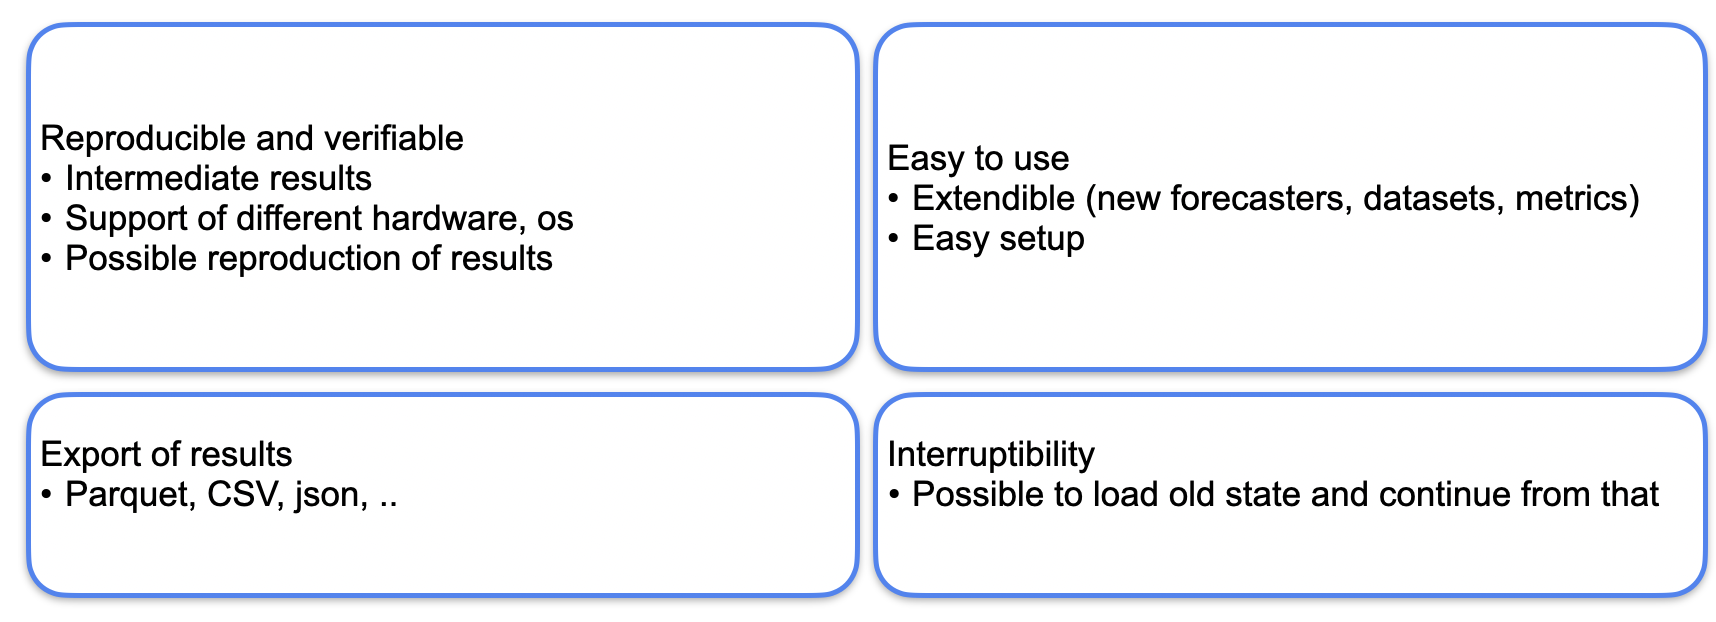 Reproducible and verifiable
• Intermediate results
• Support of different hardware, os
• Possible reproduction of results
Easy to use
• Extendible (new forecasters, datasets, metrics)
• Easy setup
Export of results
• Parquet, CSV, json, ..
Interruptibility
• Possible to load old state and continue from that